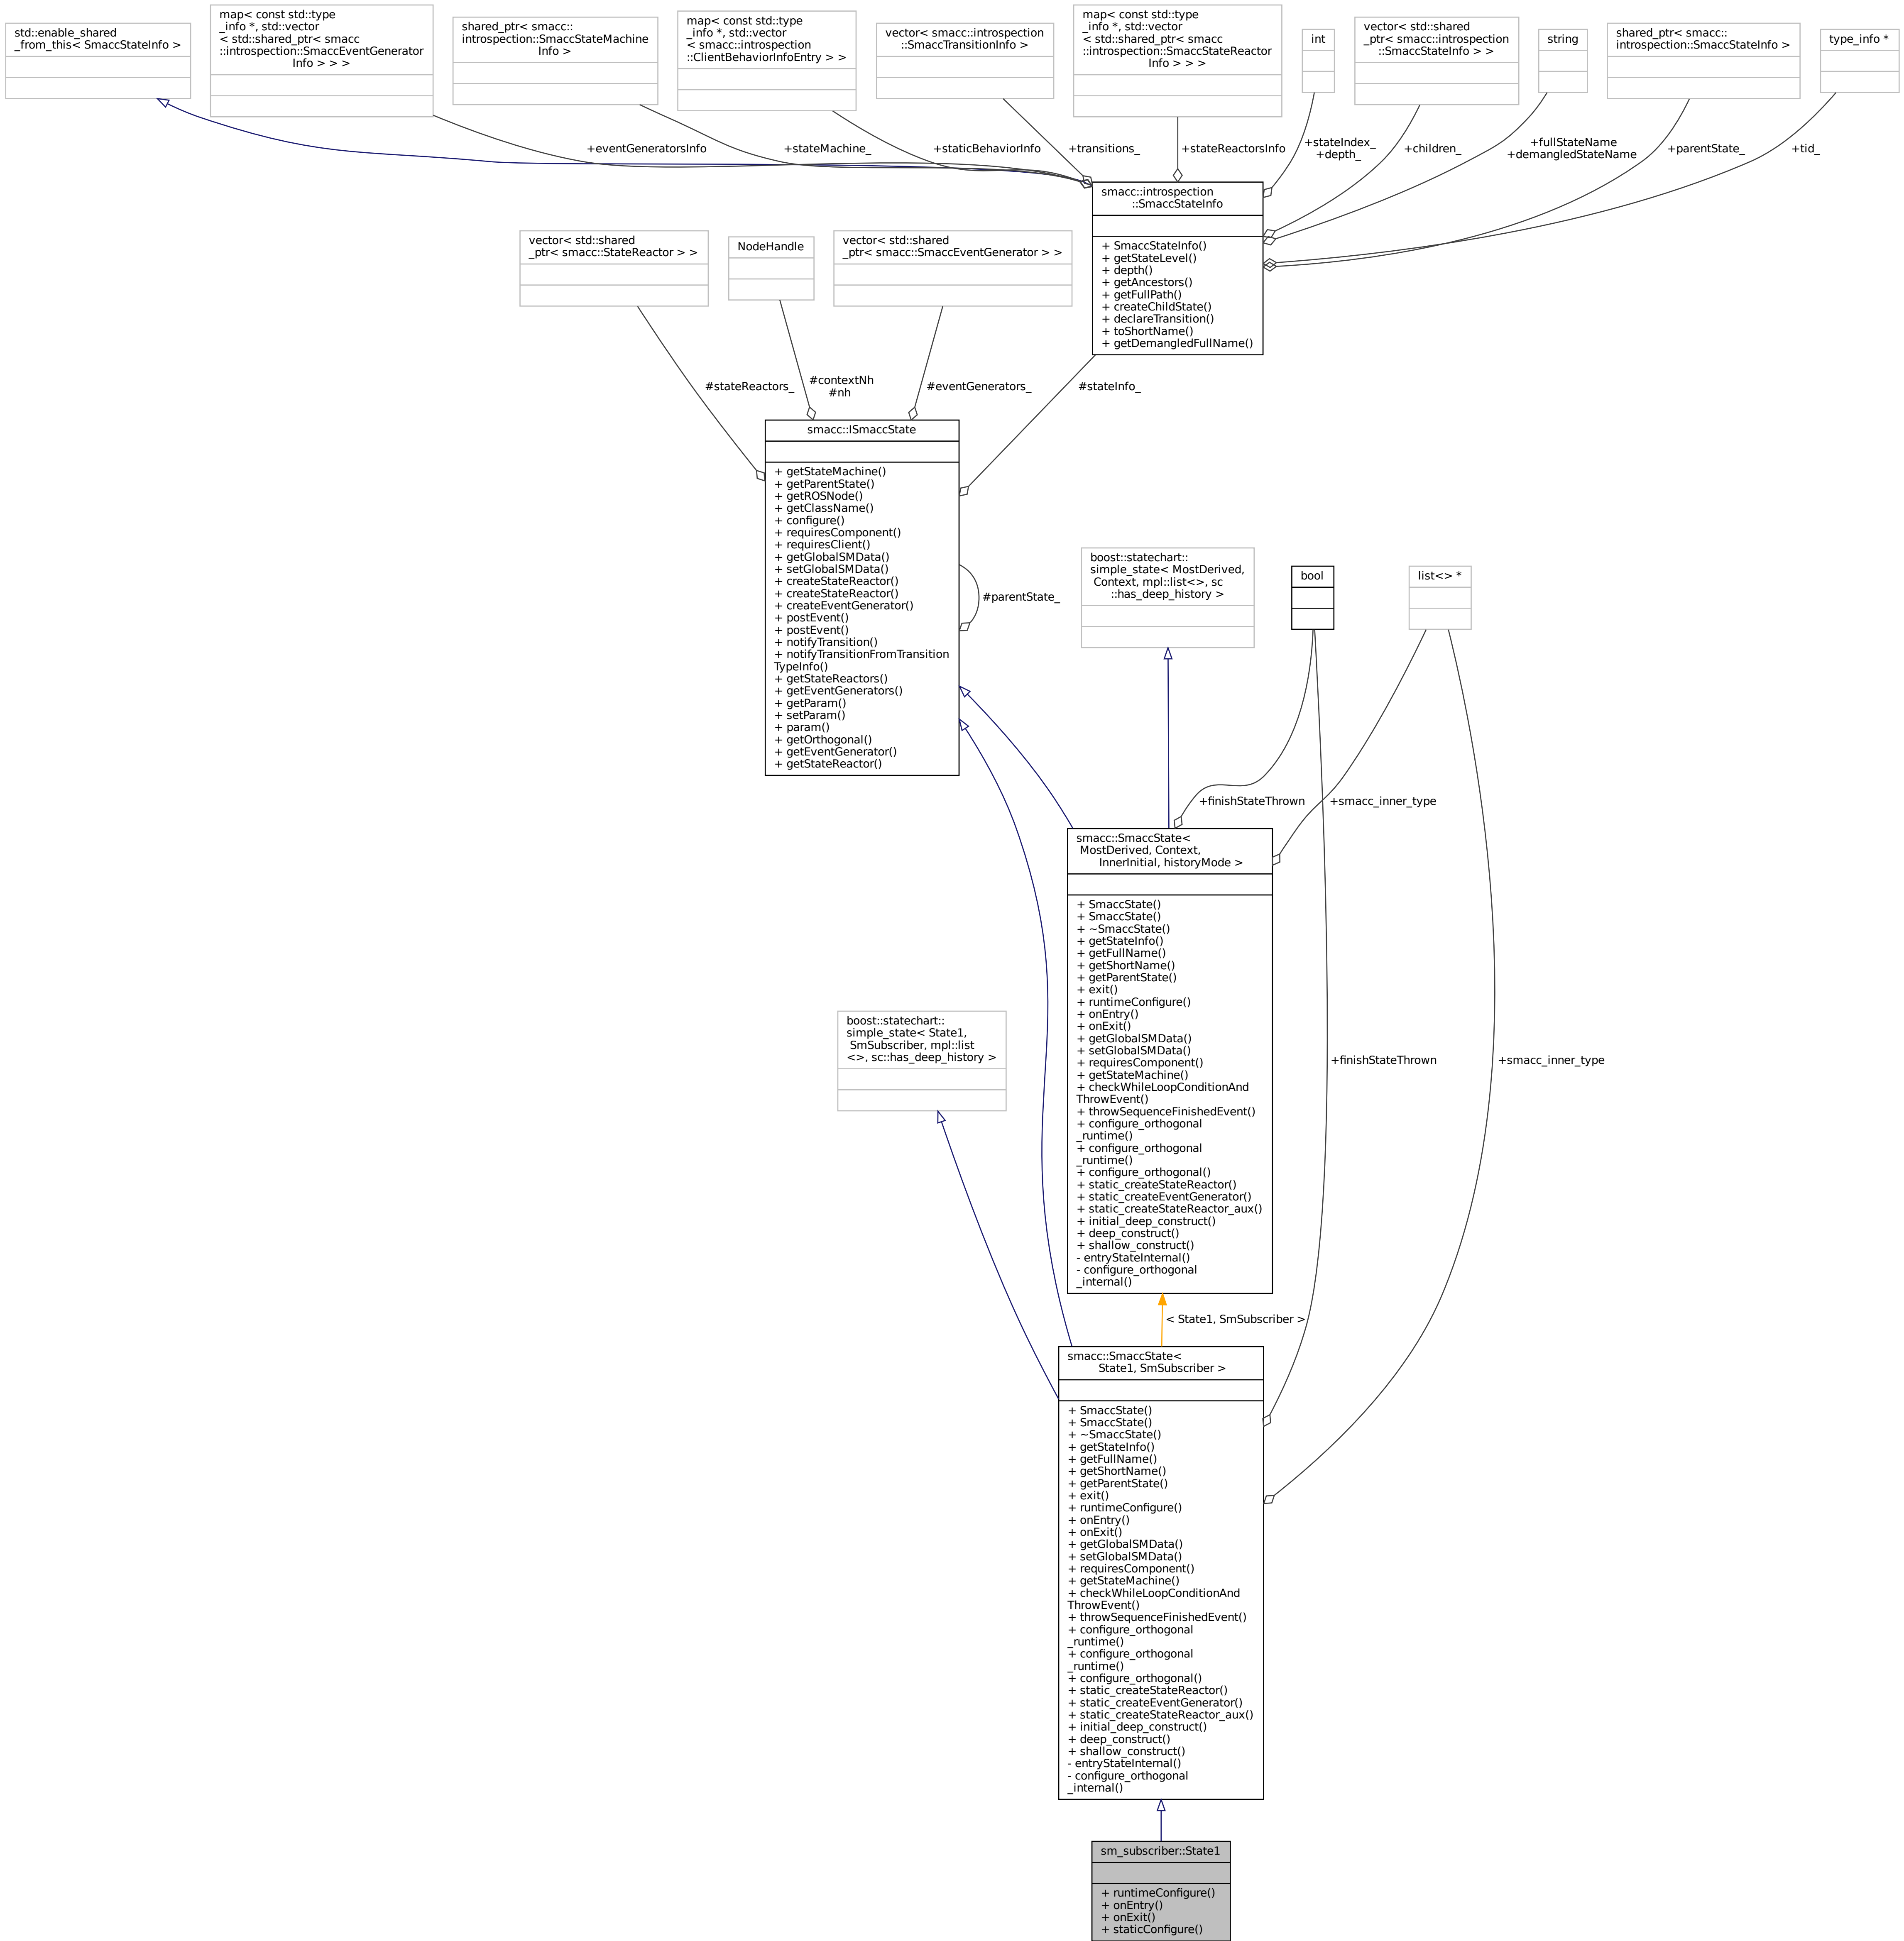 std::enable_shared
_from_this< SmaccStateInfo >
map< const std::type
_info *, std::vector
< std::shared_ptr< smacc
::introspection::SmaccEventGenerator
Info > > >
shared_ptr< smacc::
introspection::SmaccStateMachine
Info >
map< const std::type
_info *, std::vector
< smacc::introspection
::ClientBehaviorInfoEntry > >
vector< smacc::introspection
::SmaccTransitionInfo >
map< const std::type
_info *, std::vector
< std::shared_ptr< smacc
::introspection::SmaccStateReactor
Info > > >
int
vector< std::shared
_ptr< smacc::introspection
::SmaccStateInfo > >
string
shared_ptr< smacc::
introspection::SmaccStateInfo >
type_info *
+eventGeneratorsInfo
+stateMachine_
+staticBehaviorInfo
+transitions_
+stateReactorsInfo
+stateIndex_
+depth_
+children_
+fullStateName
+demangledStateName
+parentState_
+tid_
smacc::introspection
::SmaccStateInfo
+ SmaccStateInfo()
+ getStateLevel()
+ depth()
+ getAncestors()
+ getFullPath()
+ createChildState()
+ declareTransition()
+ toShortName()
+ getDemangledFullName()
vector< std::shared
_ptr< smacc::StateReactor > >
NodeHandle
vector< std::shared
_ptr< smacc::SmaccEventGenerator > >
#stateReactors_
#contextNh
#nh
#eventGenerators_
#stateInfo_
smacc::ISmaccState
+ getStateMachine()
+ getParentState()
+ getROSNode()
+ getClassName()
+ configure()
+ requiresComponent()
+ requiresClient()
+ getGlobalSMData()
+ setGlobalSMData()
+ createStateReactor()
+ createStateReactor()
+ createEventGenerator()
+ postEvent()
+ postEvent()
+ notifyTransition()
+ notifyTransitionFromTransition
TypeInfo()
+ getStateReactors()
+ getEventGenerators()
+ getParam()
+ setParam()
+ param()
+ getOrthogonal()
+ getEventGenerator()
+ getStateReactor()
#parentState_
boost::statechart::
simple_state< MostDerived,
Context, mpl::list<>, sc
::has_deep_history >
bool
list<> *
+finishStateThrown
+smacc_inner_type
smacc::SmaccState<
MostDerived, Context,
InnerInitial, historyMode >
+ SmaccState()
+ SmaccState()
+ ~SmaccState()
+ getStateInfo()
+ getFullName()
+ getShortName()
+ getParentState()
+ exit()
+ runtimeConfigure()
+ onEntry()
+ onExit()
+ getGlobalSMData()
+ setGlobalSMData()
+ requiresComponent()
+ getStateMachine()
+ checkWhileLoopConditionAnd
ThrowEvent()
+ throwSequenceFinishedEvent()
+ configure_orthogonal
_runtime()
+ configure_orthogonal
_runtime()
+ configure_orthogonal()
+ static_createStateReactor()
+ static_createEventGenerator()
+ static_createStateReactor_aux()
+ initial_deep_construct()
+ deep_construct()
+ shallow_construct()
- entryStateInternal()
- configure_orthogonal
_internal()
boost::statechart::
simple_state< State1,
SmSubscriber, mpl::list
<>, sc::has_deep_history >
+finishStateThrown
+smacc_inner_type
< State1, SmSubscriber >
smacc::SmaccState<
State1, SmSubscriber >
+ SmaccState()
+ SmaccState()
+ ~SmaccState()
+ getStateInfo()
+ getFullName()
+ getShortName()
+ getParentState()
+ exit()
+ runtimeConfigure()
+ onEntry()
+ onExit()
+ getGlobalSMData()
+ setGlobalSMData()
+ requiresComponent()
+ getStateMachine()
+ checkWhileLoopConditionAnd
ThrowEvent()
+ throwSequenceFinishedEvent()
+ configure_orthogonal
_runtime()
+ configure_orthogonal
_runtime()
+ configure_orthogonal()
+ static_createStateReactor()
+ static_createEventGenerator()
+ static_createStateReactor_aux()
+ initial_deep_construct()
+ deep_construct()
+ shallow_construct()
- entryStateInternal()
- configure_orthogonal
_internal()
sm_subscriber::State1
+ runtimeConfigure()
+ onEntry()
+ onExit()
+ staticConfigure()